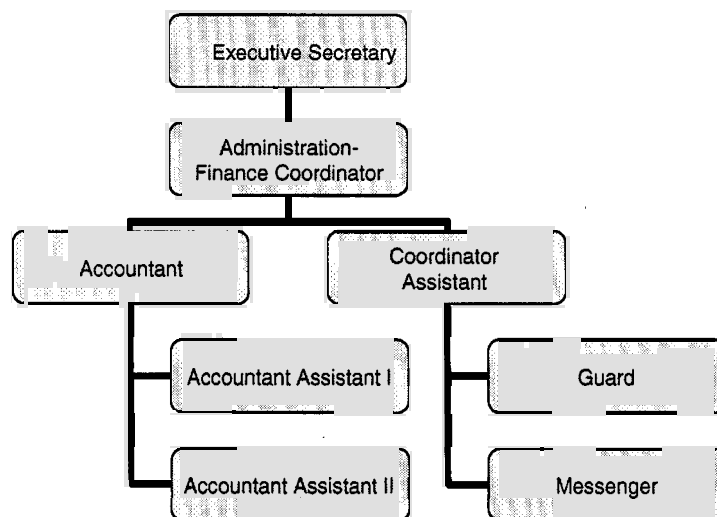 Executive Secretary
Administration-
Finance Coordinator
Accountant
Coordinator
Assistant
Accountant Assistant I
Guard
Accountant Assistant II
Messenger